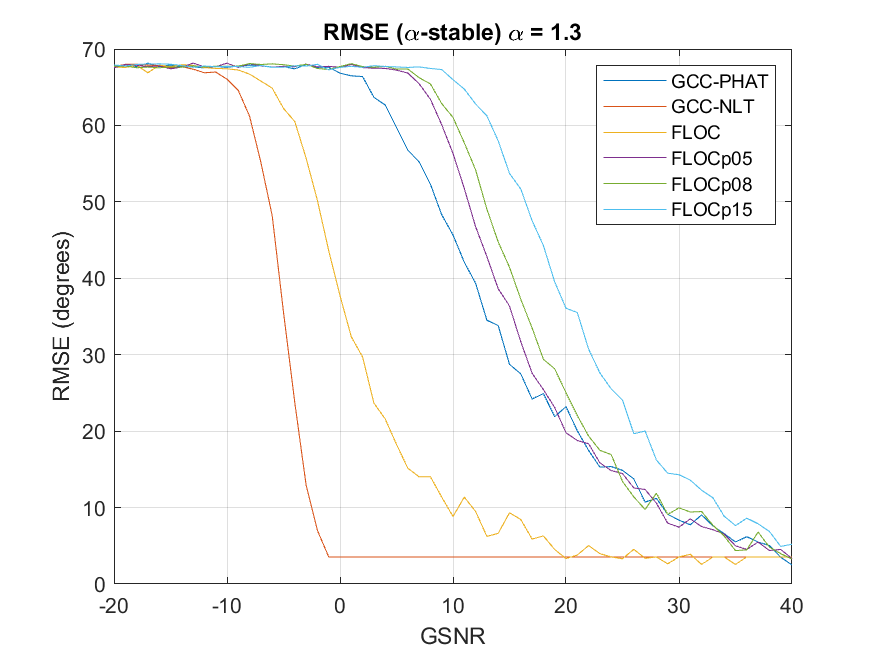 RMSE (α-stable) α = 1.3
70
60
50
40
30
20
10
0
RMSE (degrees)
GCC-PHAT
GCC-NLT
FLOC
FLOCp05
FLOCp08
FLOCp15
-20
-10
0
10
20
30
40
GSNR